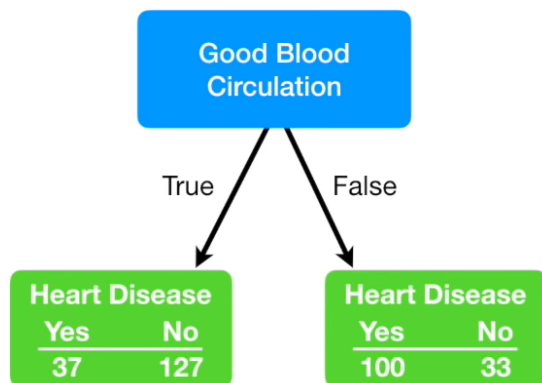 Good Blood
Circulation
True
False
Heart Disease
Yes No
37 127
Heart Disease
Yes No
100 33